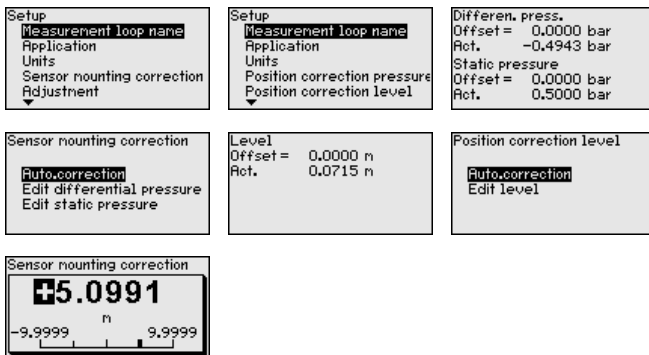 Setup
Measurement loop name
Application
Units
Sensor mounting correction
Adjustment
Setup
Measurement loop name
Application
Units
Position correction pressure
Position correction level
Differen. press.
Offset = 0.0000 bar
Act. -0.4943 bar
Static pressure
Offset = 0.0000 bar
Act. 0.5000 bar
Sensor mounting correction
Auto.correction
Edit differential pressure
Edit static pressure
Level
Offset = 0.0000 m
Act. 0.0715 m
Position correction level
Auto.correction
Edit level
Sensor mounting correction
+5.0991
m
-9.9999 9.9999